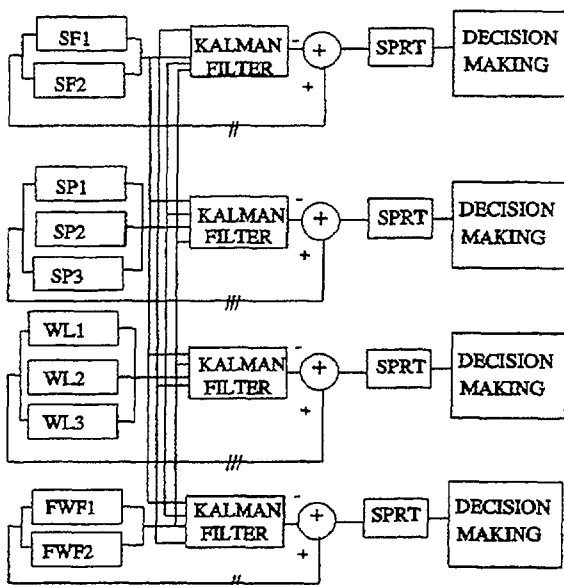 SF1
SF2
KALMAN
FILTER
-
+
+
SPRT
DECISION
MAKING
SP1
SP2
SP3
KALMAN
FILTER
-
+
+
SPRT
DECISION
MAKING
WL1
WL2
WL3
KALMAN
FILTER
-
+
+
SPRT
DECISION
MAKING
FWF1
FWF2
KALMAN
FILTER
-
+
+
SPRT
DECISION
MAKING